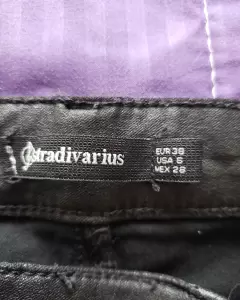 stradivarius
EUR 38
USA 6
MEX 28